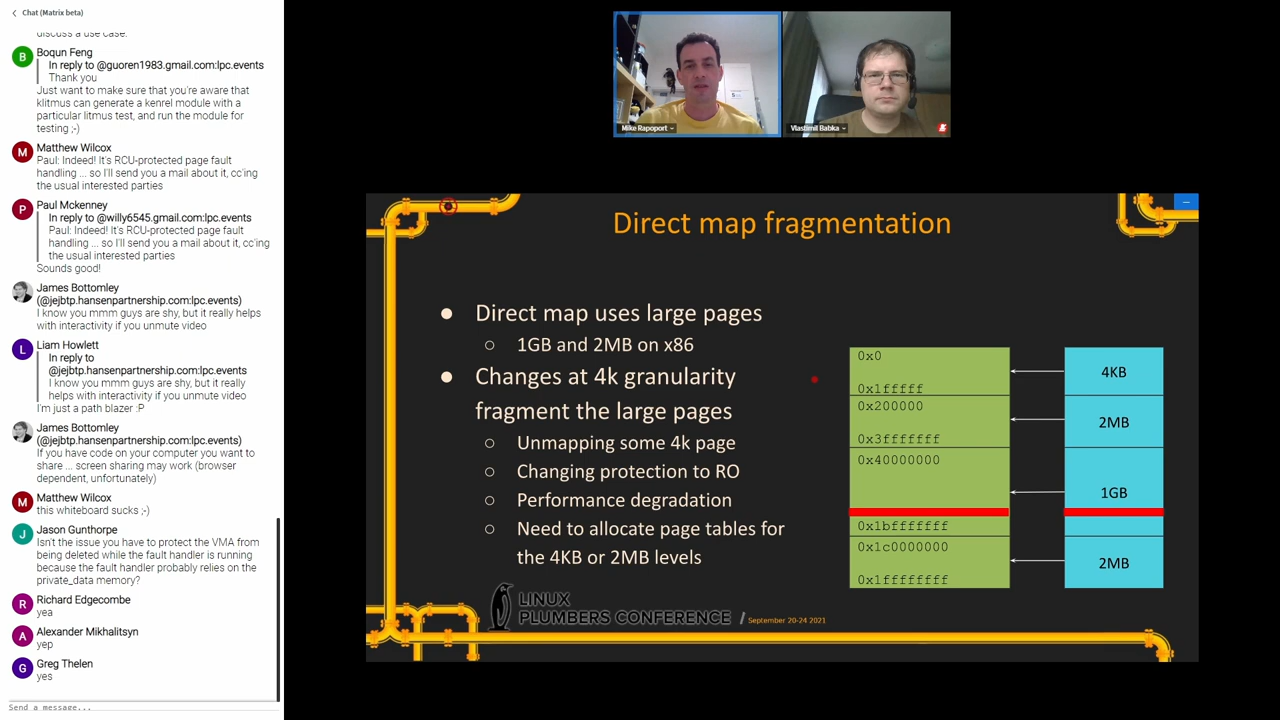 Chat (Matrix beta)
discuss a use case.
B
Boqun Feng
In reply to @guoren1983.gmail.com:lpc.events
Thank you
Just want to make sure that you're aware that
klitmus can generate a kenrel module with a
particular litmus test, and run the module for
testing ;-)
M
Matthew Wilcox
Paul: Indeed! It's RCU-protected page fault
handling ... so I'll send you a mail about it, cc'ing
the usual interested parties
P
Paul Mckenney
In reply to @willy6545.gmail.com:lpc.events
Paul: Indeed! It's RCU-protected page fault
handling ... so I'll send you a mail about it, cc'ing
the usual interested parties
Sounds good!
James Bottomley
(@jejbtp.hansenpartnership.com:lpc.events)
I know you mmm guys are shy, but it really helps
with interactivity if you unmute video
L
Liam Howlett
In reply to
@jejbtp.hansenpartnership.com:lpc.events
I know you mmm guys are shy, but it really
helps with interactivity if you unmute video
I'm just a path blazer :P
James Bottomley
(@jejbtp.hansenpartnership.com:lpc.events)
If you have code on your computer you want to
share ... screen sharing may work (browser
dependent, unfortunately)
M
Matthew Wilcox
this whiteboard sucks ;-)
J
Jason Gunthorpe
Isn't the issue you have to protect the VMA from
being deleted while the fault handler is running
because the fault handler probably relies on the
private_data memory?
R
Richard Edgecombe
yea
A
Alexander Mikhalitsyn
yep
G
Greg Thelen
yes
Send a message...
Mike Rapoport
Vlastimil Babka
Direct map fragmentation
Direct map uses large pages
1GB and 2MB on x86
Changes at 4k granularity
fragment the large pages
Unmapping some 4k page
Changing protection to RO
Performance degradation
Need to allocate page tables for
the 4KB or 2MB levels
0x0
0x1fffff
0x200000
0x3fffffff
0x40000000
0x1bfffffff
0x1c0000000
0x1ffffffff
4KB
2MB
1GB
2MB
LINUX
PLUMBERS CONFERENCE / September 20-24 2021